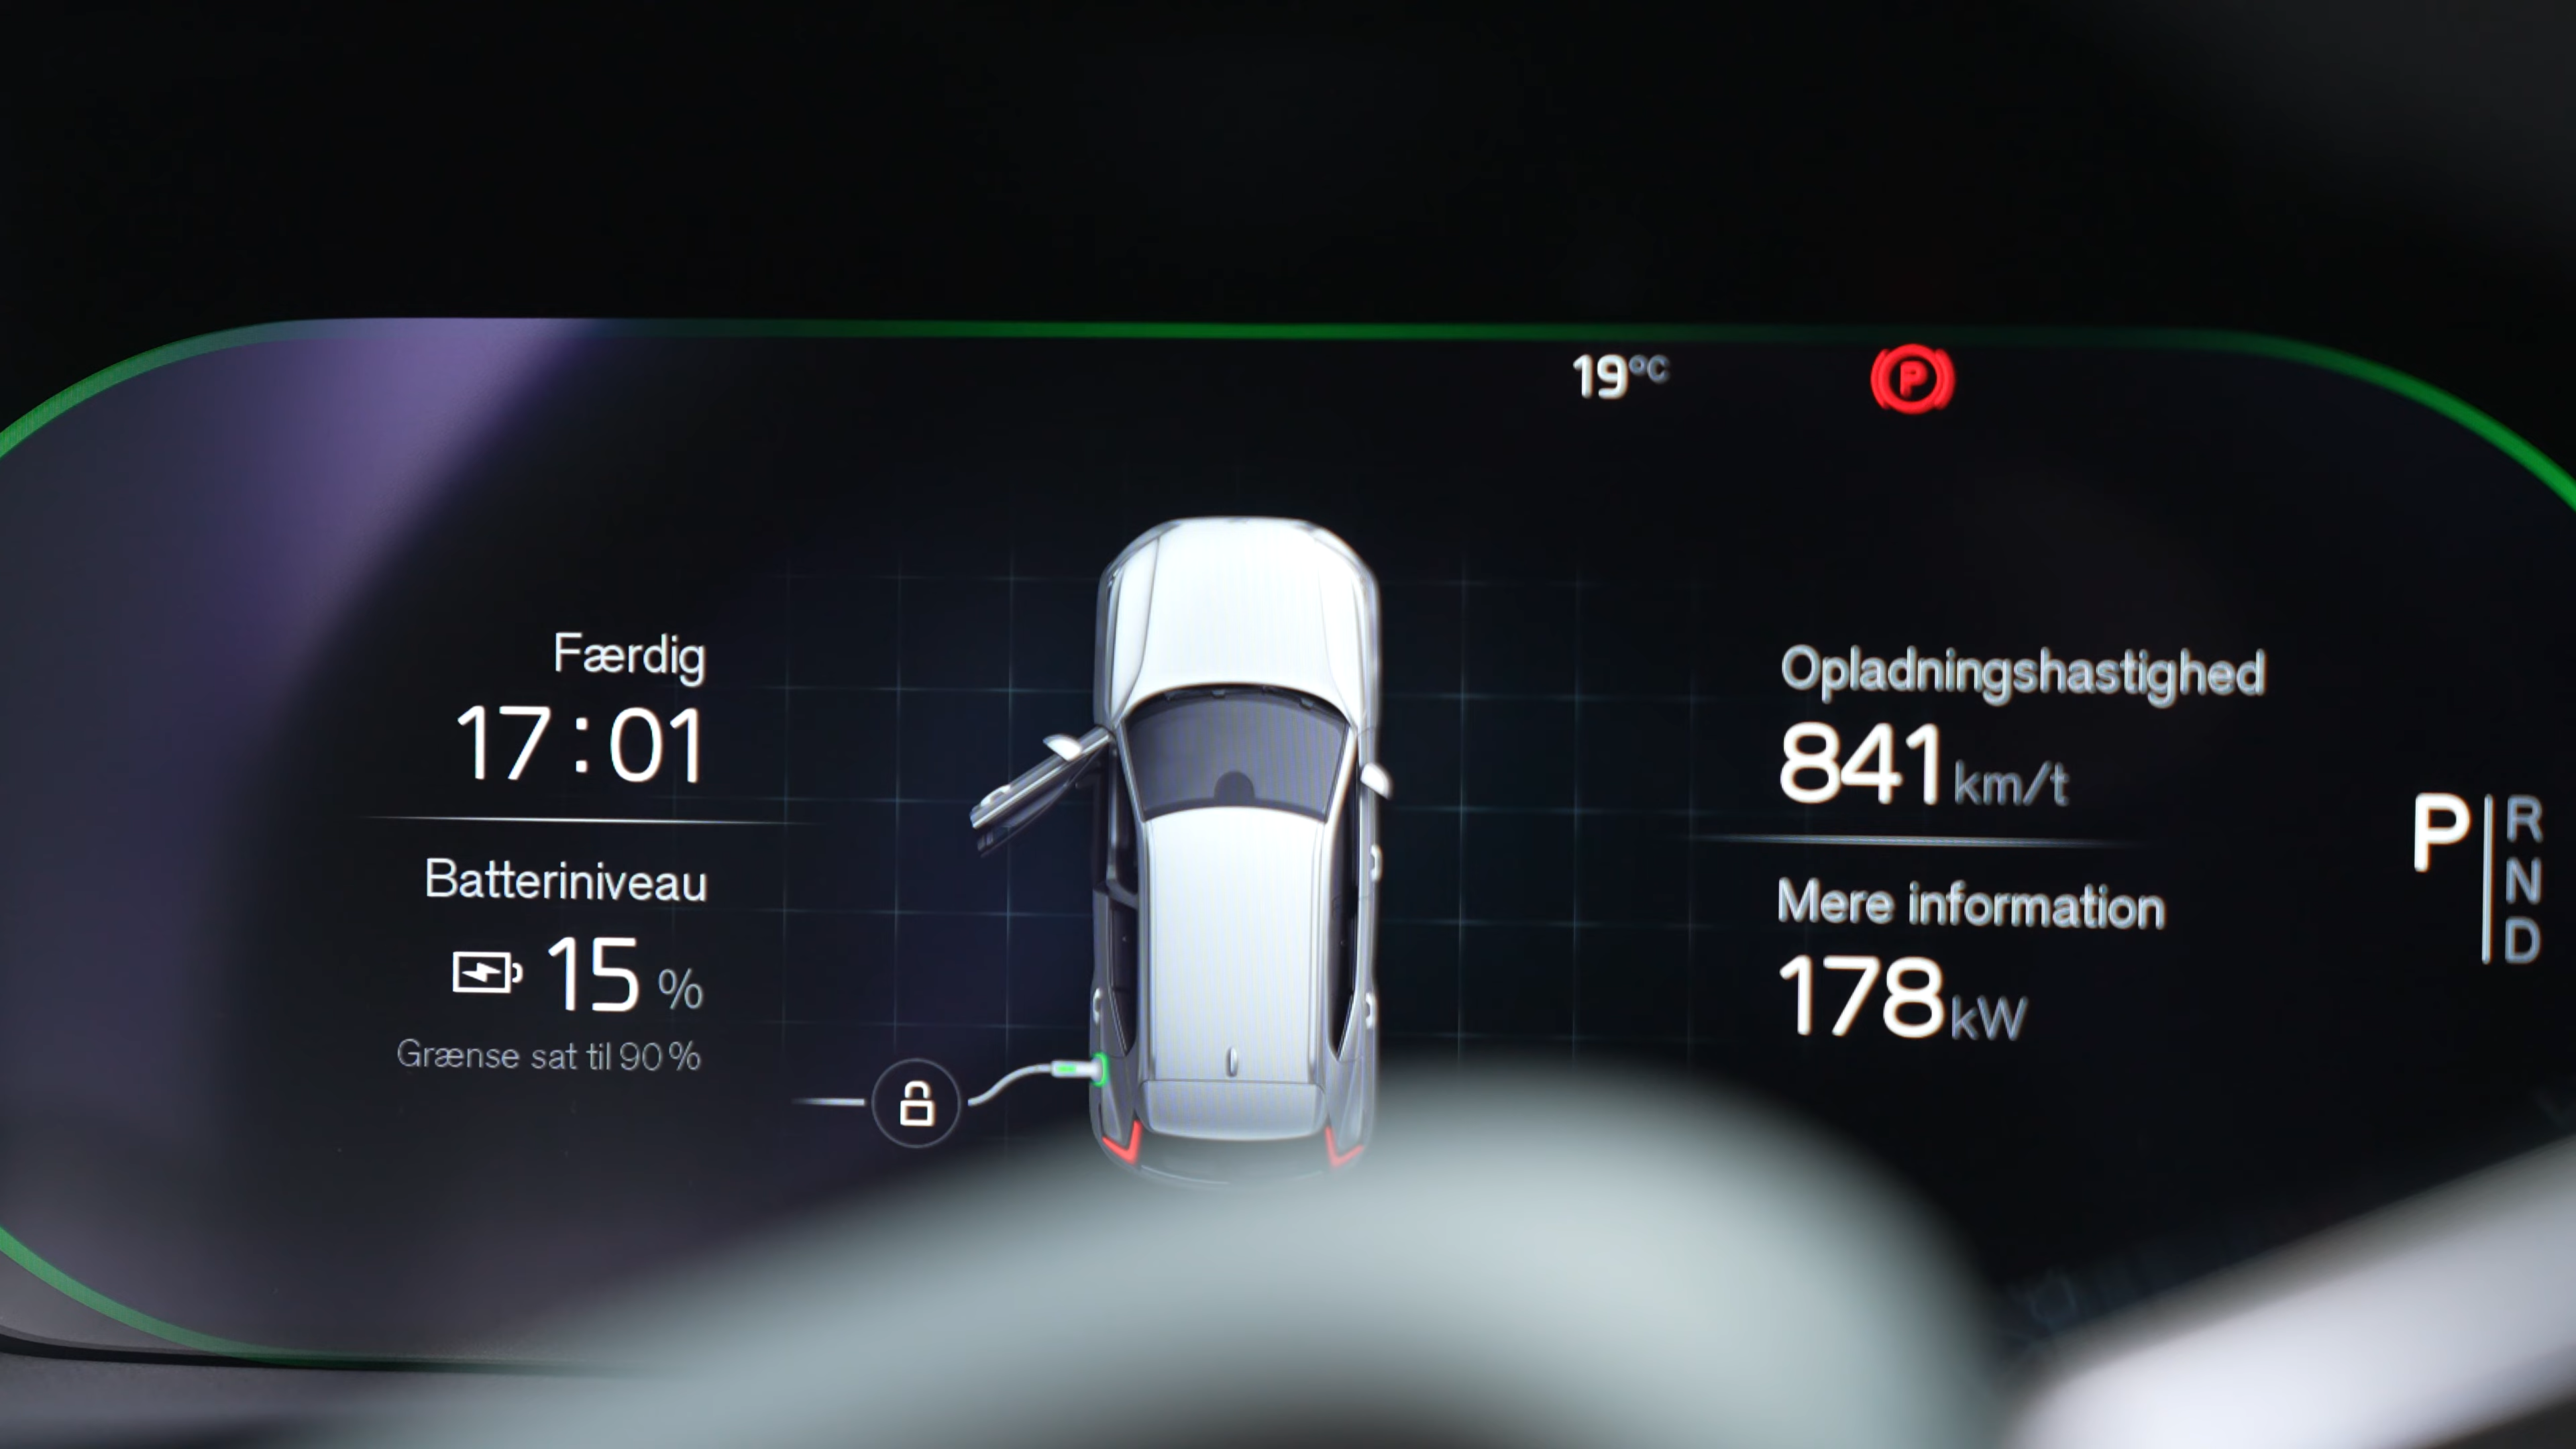 19°C
P
Færdig
17:01
Batteriniveau
15 %
Grænse sat til 90 %
Opladningshastighed
841 km/t
Mere information
178 kW
P
R
N
D